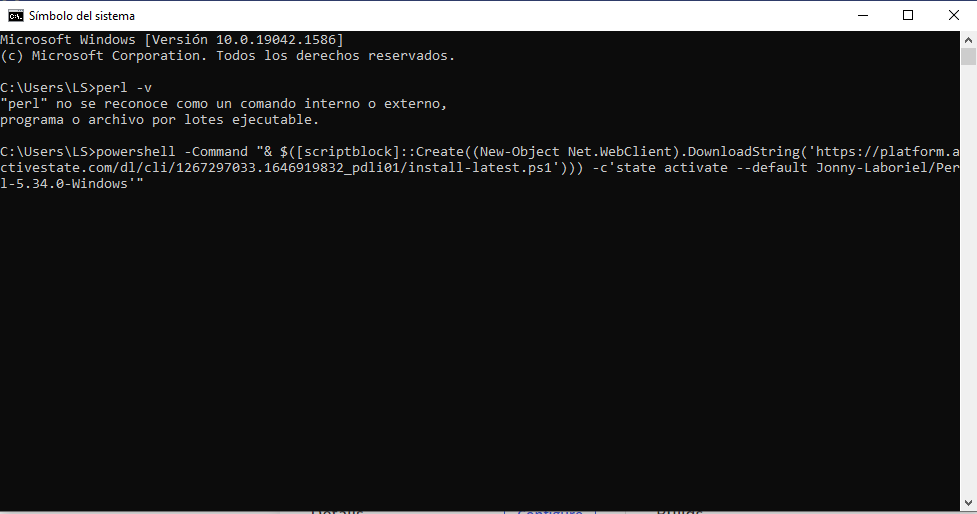 Símbolo del sistema
Microsoft Windows [Versión 10.0.19042.1586]
(c) Microsoft Corporation. Todos los derechos reservados.
C:\Users\LS>perl -v
"perl" no se reconoce como un comando interno o externo,
programa o archivo por lotes ejecutable.
C:\Users\LS>powershell -Command "& $([scriptblock]::Create((New-Object Net.WebClient).DownloadString('https://platform.a
ctivestate.com/dl/cli/1267297033.1646919832_pdli01/install-latest.ps1'))) -c'state activate --default Jonny-Laboriel/Per
l-5.34.0-Windows'"
Details Configure Builds